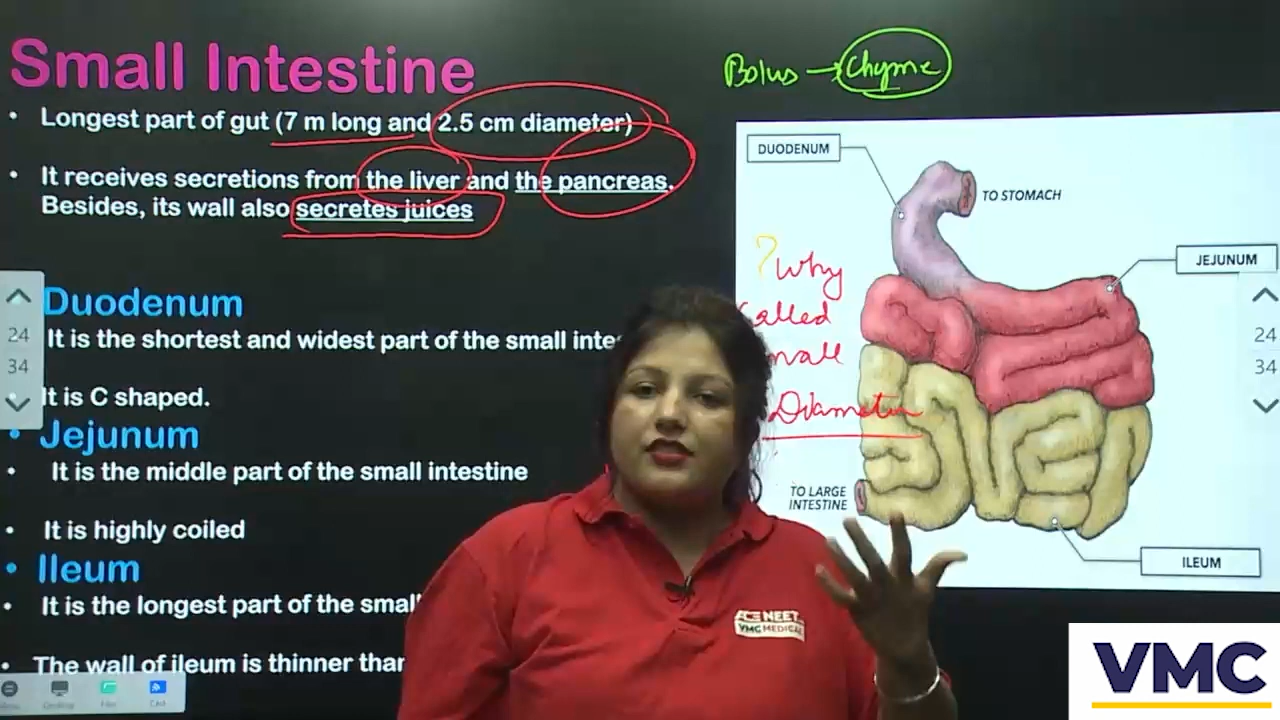 Small Intestine
• Longest part of gut (7 m long and 2.5 cm diameter)
• It receives secretions from the liver and the pancreas.
Besides, its wall also secretes juices
Duodenum
It is the shortest and widest part of the small
• It is C shaped.
• Jejunum
• It is the middle part of the small intestine
• It is highly coiled
• Ileum
• It is the longest part of the
• The wall of ileum is thinner
24
34
Bolus → Chyme
DUODENUM
TO STOMACH
JEJUNUM
? Why
Diameter
TO LARGE
INTESTINE
ILEUM
24
34
NEET
VMC MEDICAL
VMC